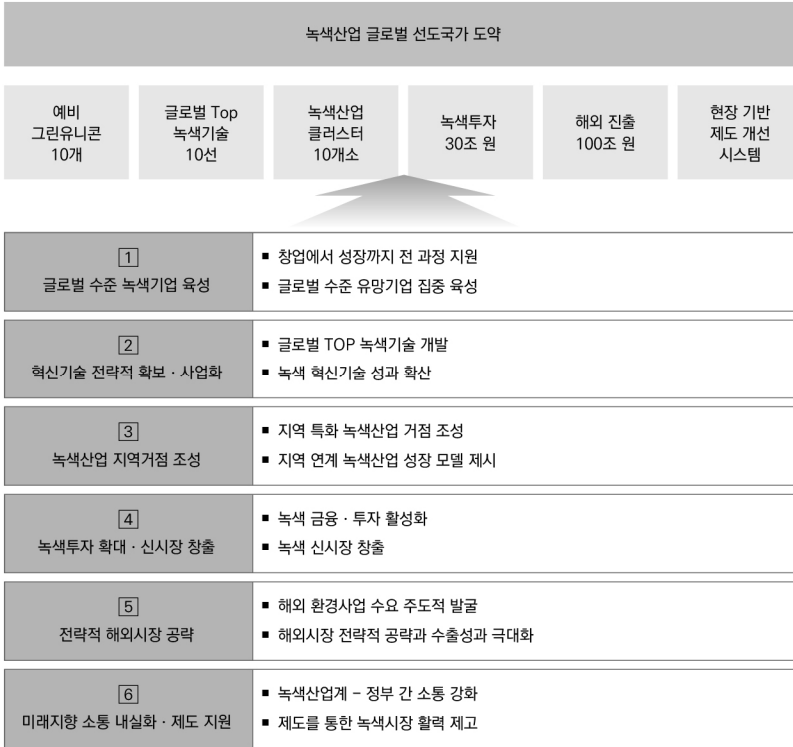 녹색산업 글로벌 선도국가 도약
예비
그린유니콘
10개
글로벌 Top
녹색기술
10선
녹색산업
클러스터
10개소
녹색투자
30조 원
해외 진출
100조 원
현장 기반
제도 개선
시스템
1
글로벌 수준 녹색기업 육성
■ 창업에서 성장까지 전 과정 지원
■ 글로벌 수준 유망기업 집중 육성
2
혁신기술 전략적 확보 · 사업화
■ 글로벌 TOP 녹색기술 개발
■ 녹색 혁신기술 성과 확산
3
녹색산업 지역거점 조성
■ 지역 특화 녹색산업 거점 조성
■ 지역 연계 녹색산업 성장 모델 제시
4
녹색투자 확대 · 신시장 창출
■ 녹색 금융 · 투자 활성화
■ 녹색 신시장 창출
5
전략적 해외시장 공략
■ 해외 환경사업 수요 주도적 발굴
■ 해외시장 전략적 공략과 수출성과 극대화
6
미래지향 소통 내실화 · 제도 지원
■ 녹색산업계 – 정부 간 소통 강화
■ 제도를 통한 녹색시장 활력 제고